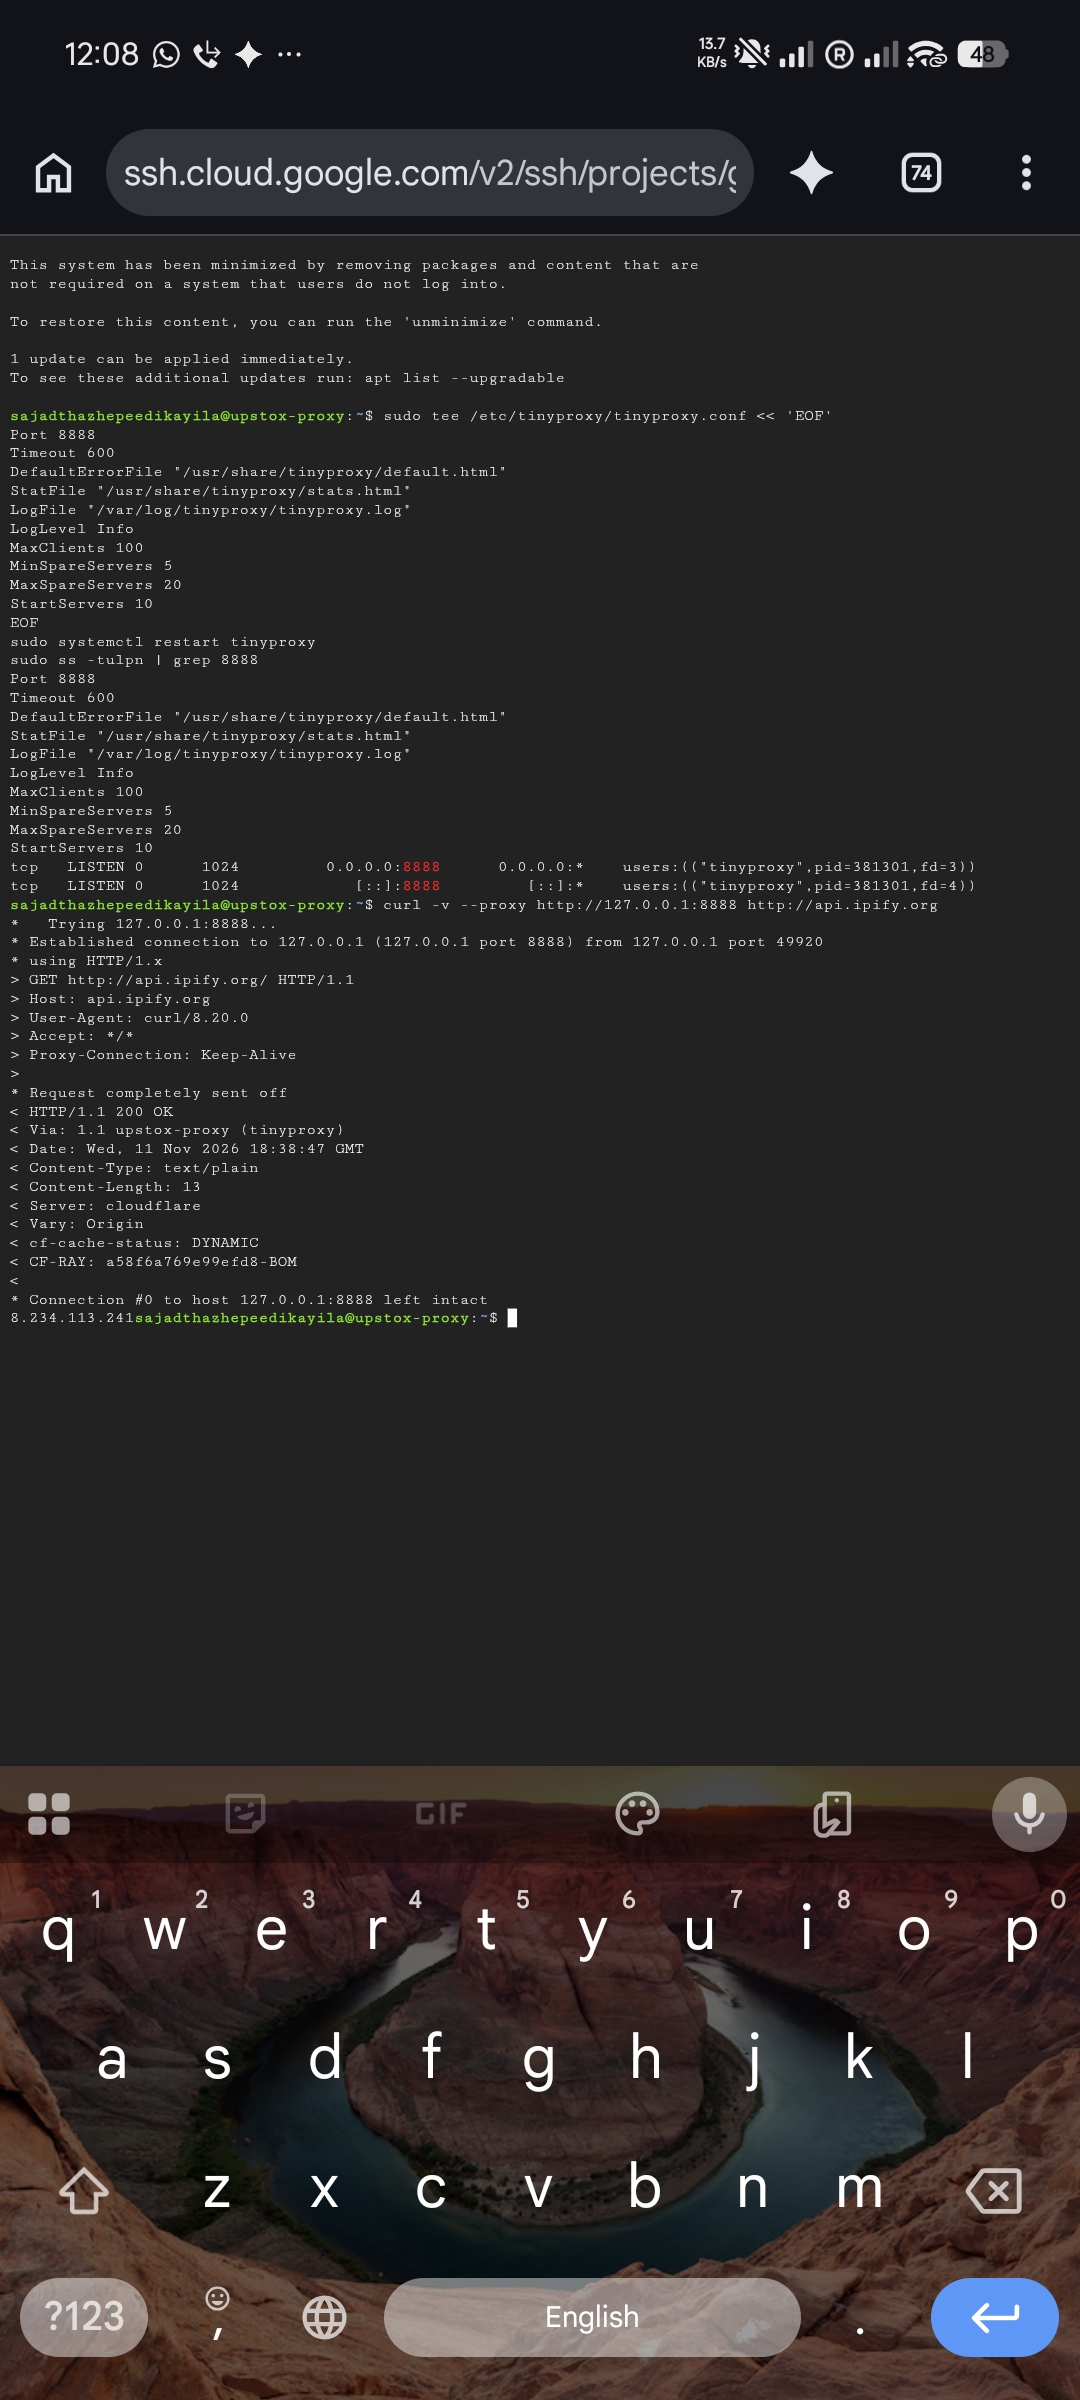 12:08
13.7
KB/s
R
48
ssh.cloud.google.com/v2/ssh/projects/
74
This system has been minimized by removing packages and content that are
not required on a system that users do not log into.
To restore this content, you can run the 'unminimize' command.
1 update can be applied immediately.
To see these additional updates run: apt list --upgradable
sajadthazhepeedikayila@upstox-proxy:~$ sudo tee /etc/tinyproxy/tinyproxy.conf << 'EOF'
Port 8888
Timeout 600
DefaultErrorFile "/usr/share/tinyproxy/default.html"
StatFile "/usr/share/tinyproxy/stats.html"
LogFile "/var/log/tinyproxy/tinyproxy.log"
LogLevel Info
MaxClients 100
MinSpareServers 5
MaxSpareServers 20
StartServers 10
EOF
sudo systemctl restart tinyproxy
sudo ss -tulpn | grep 8888
Port 8888
Timeout 600
DefaultErrorFile "/usr/share/tinyproxy/default.html"
StatFile "/usr/share/tinyproxy/stats.html"
LogFile "/var/log/tinyproxy/tinyproxy.log"
LogLevel Info
MaxClients 100
MinSpareServers 5
MaxSpareServers 20
StartServers 10
tcp LISTEN 0 1024 0.0.0.0:8888 0.0.0.0:* users:(("tinyproxy",pid=381301,fd=3))
tcp LISTEN 0 1024 [::]:8888 [::]:* users:(("tinyproxy",pid=381301,fd=4))
sajadthazhepeedikayila@upstox-proxy:~$ curl -v --proxy http://127.0.0.1:8888 http://api.ipify.org
* Trying 127.0.0.1:8888...
* Established connection to 127.0.0.1 (127.0.0.1 port 8888) from 127.0.0.1 port 49920
* using HTTP/1.x
> GET http://api.ipify.org/ HTTP/1.1
> Host: api.ipify.org
> User-Agent: curl/8.20.0
> Accept: */*
> Proxy-Connection: Keep-Alive
>
* Request completely sent off
< HTTP/1.1 200 OK
< Via: 1.1 upstox-proxy (tinyproxy)
< Date: Wed, 11 Nov 2026 18:38:47 GMT
< Content-Type: text/plain
< Content-Length: 13
< Server: cloudflare
< Vary: Origin
< cf-cache-status: DYNAMIC
< CF-RAY: a58f6a769e99efd8-BOM
<
* Connection #0 to host 127.0.0.1:8888 left intact
8.234.113.241sajadthazhepeedikayila@upstox-proxy:~$
GIF
1 2 3 4 5 6 7 8 9 0
q w e r t y u i o p
a s d f g h j k l
z x c v b n m
?123 , English .